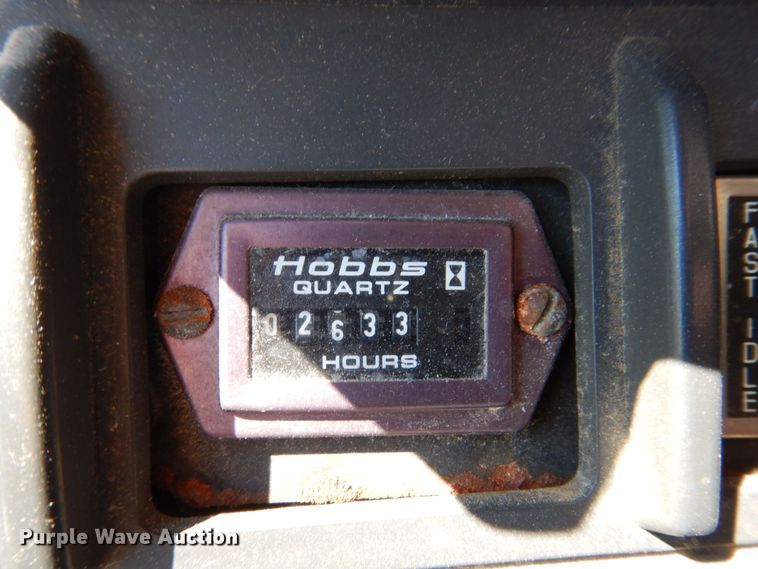 Hobbs
QUARTZ
02633
HOURS
FAST IDLE
Purple Wave Auction